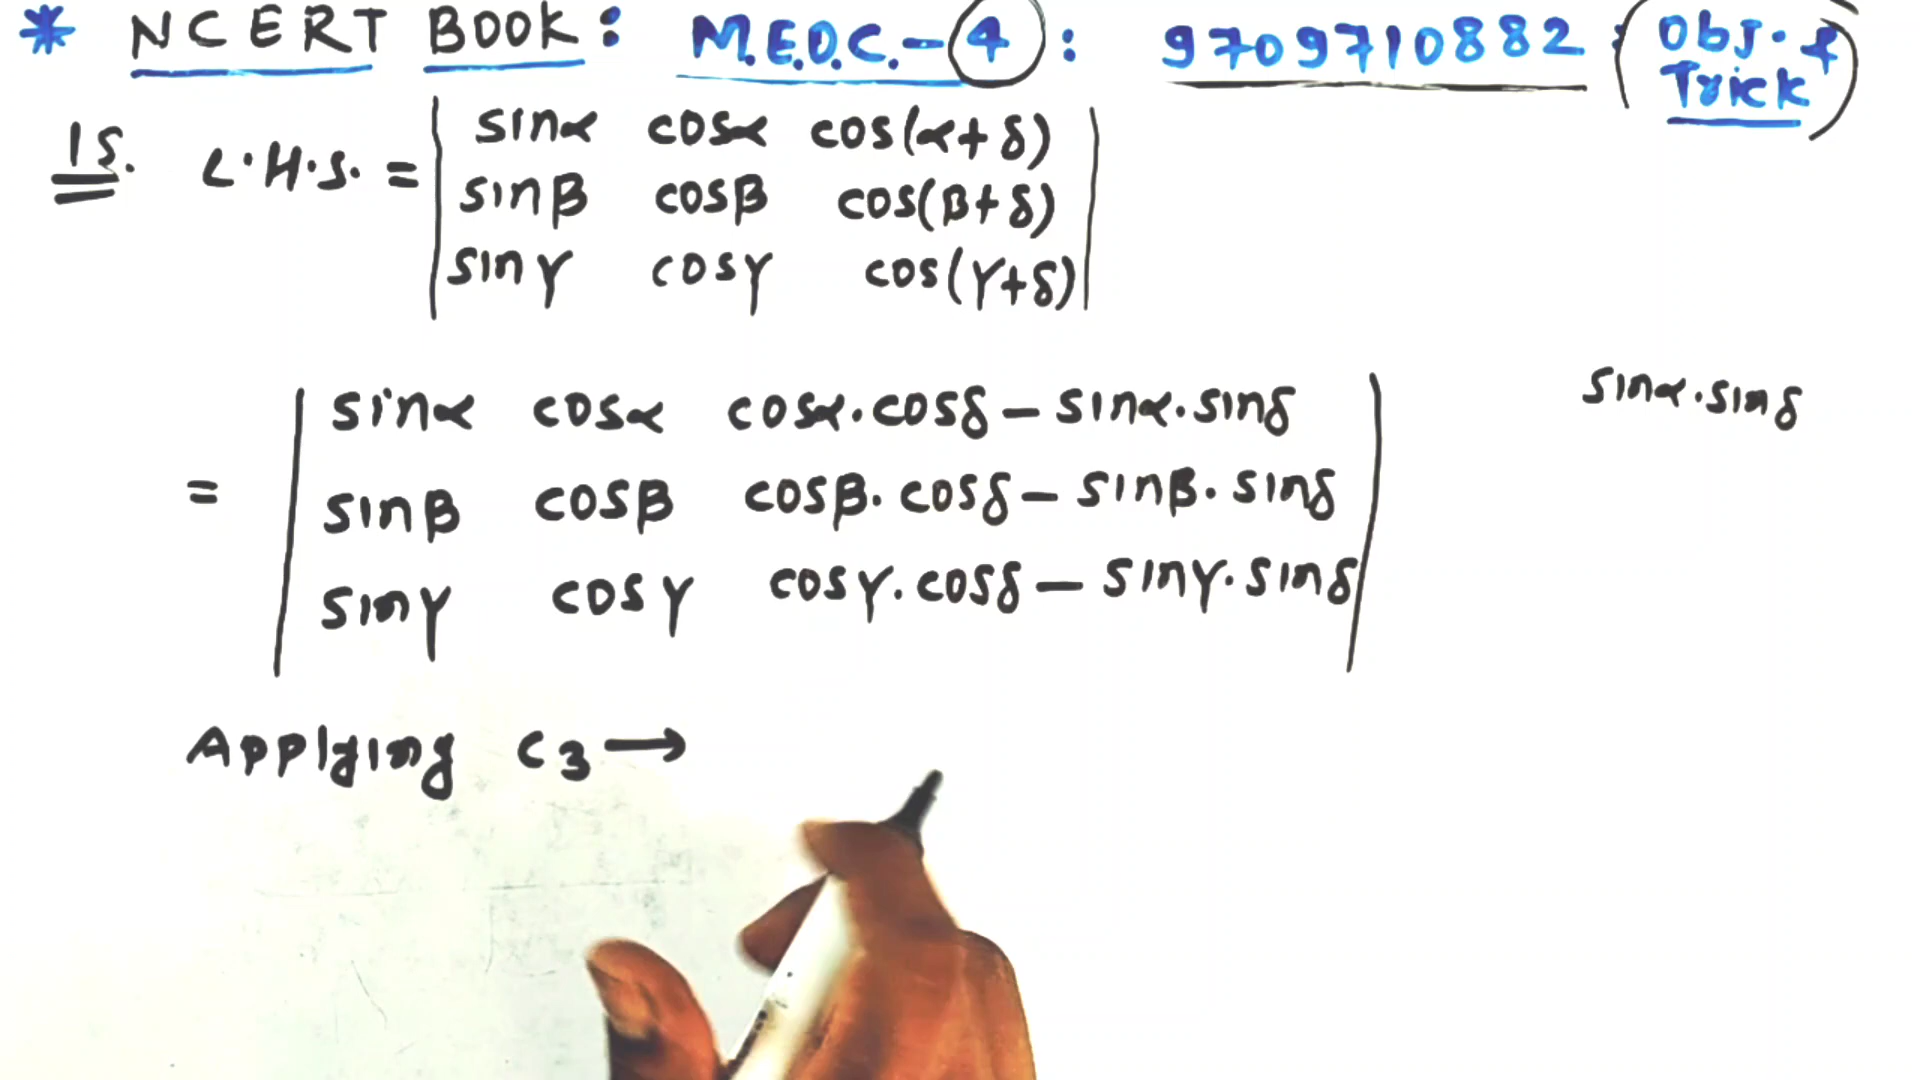 * NCERT BOOK: M.E.O.C.-4: 9709710882: Obj. &
Trick
15. L.H.S. = | sinα cosα cos(α+δ) |
| sinβ cosβ cos(β+δ) |
| sinγ cosγ cos(γ+δ) |
= | sinα cosα cosα.cosδ - sinα.sinδ |
| sinβ cosβ cosβ.cosδ - sinβ.sinδ |
| sinγ cosγ cosγ.cosδ - sinγ.sinδ |
sinα.sinδ
Applying C3 →